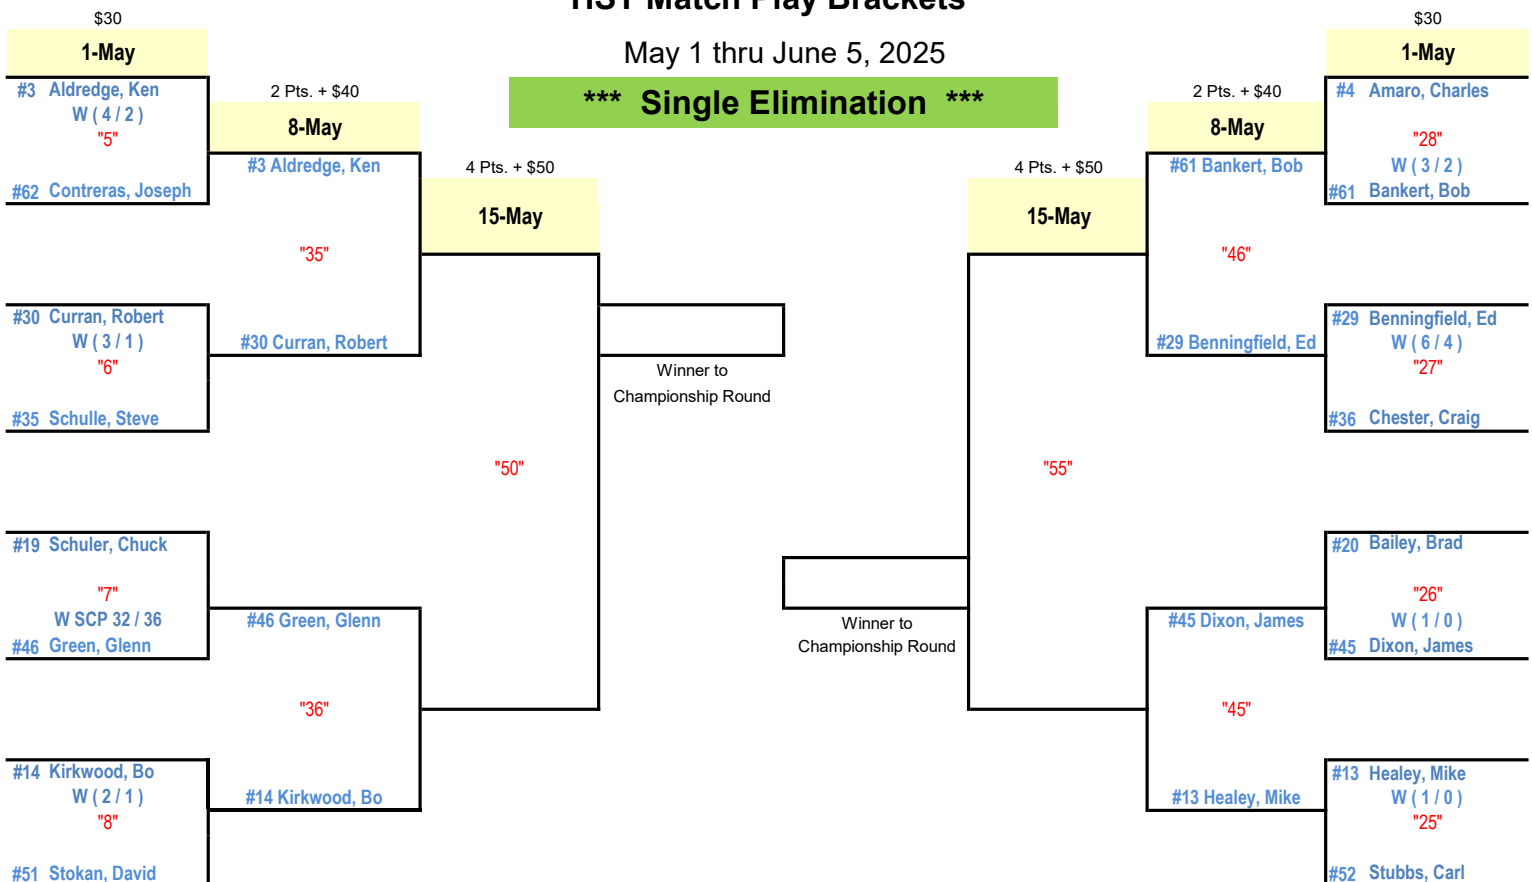 HST Match Play Brackets
May 1 thru June 5, 2025
*** Single Elimination ***
$30
1-May
#3 Aldredge, Ken
W ( 4 / 2 )
"5"
#62 Contreras, Joseph
#30 Curran, Robert
W ( 3 / 1 )
"6"
#35 Schulle, Steve
#19 Schuler, Chuck
"7"
W SCP 32 / 36
#46 Green, Glenn
#14 Kirkwood, Bo
W ( 2 / 1 )
"8"
#51 Stokan, David
2 Pts. + $40
8-May
#3 Aldredge, Ken
"35"
#30 Curran, Robert
#46 Green, Glenn
"36"
#14 Kirkwood, Bo
4 Pts. + $50
15-May
"50"
Winner to
Championship Round
4 Pts. + $50
15-May
"55"
Winner to
Championship Round
2 Pts. + $40
8-May
#61 Bankert, Bob
"46"
#29 Benningfield, Ed
#45 Dixon, James
"45"
#13 Healey, Mike
$30
1-May
#4 Amaro, Charles
"28"
W ( 3 / 2 )
#61 Bankert, Bob
#29 Benningfield, Ed
W ( 6 / 4 )
"27"
#36 Chester, Craig
#20 Bailey, Brad
"26"
W ( 1 / 0 )
#45 Dixon, James
#13 Healey, Mike
W ( 1 / 0 )
"25"
#52 Stubbs, Carl